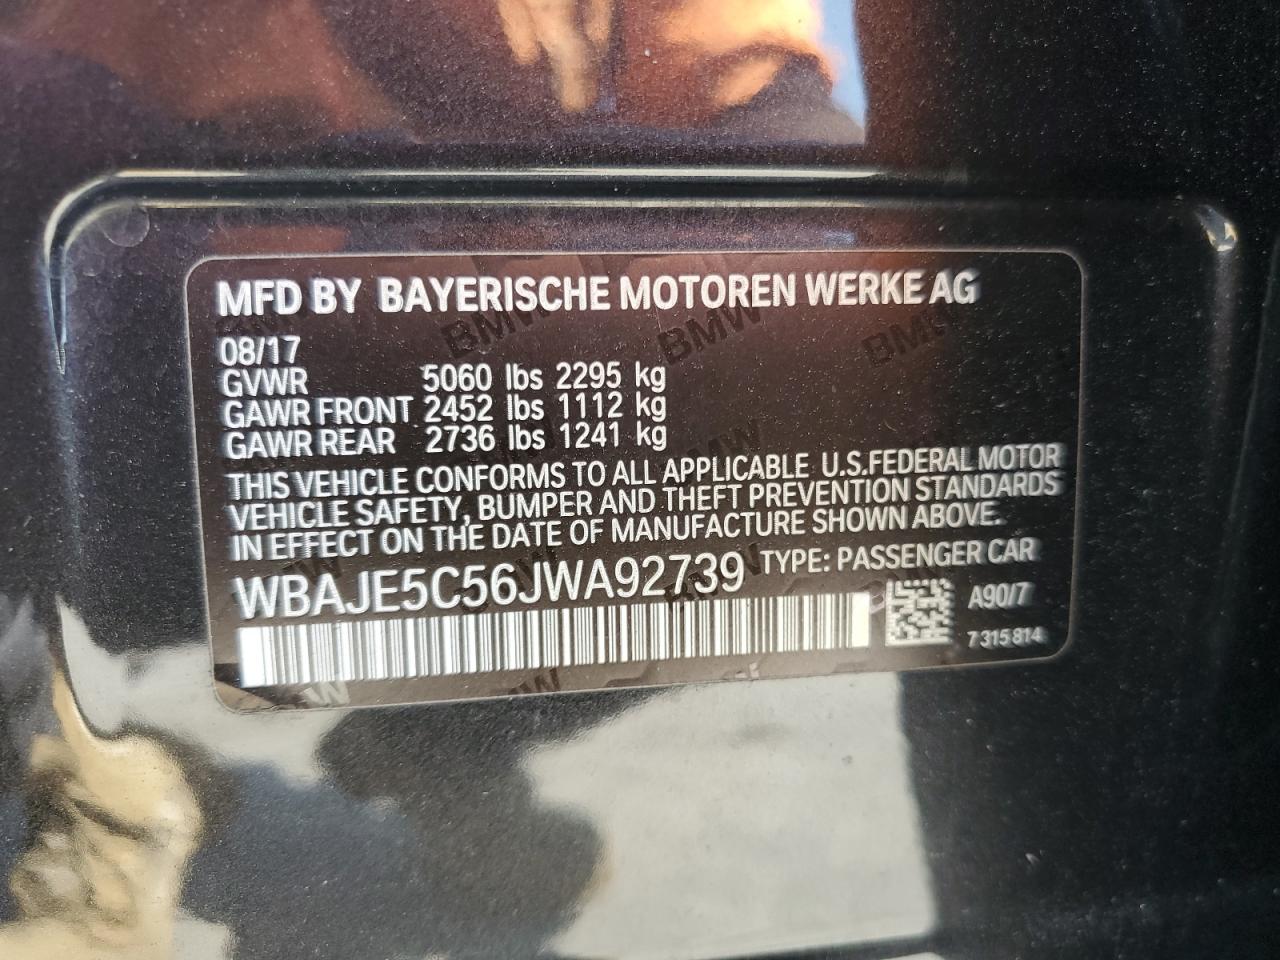 MFD BY BAYERISCHE MOTOREN WERKE AG
08/17
GVWR 5060 lbs 2295 kg
GAWR FRONT 2452 lbs 1112 kg
GAWR REAR 2736 lbs 1241 kg
THIS VEHICLE CONFORMS TO ALL APPLICABLE U.S.FEDERAL MOTOR
VEHICLE SAFETY, BUMPER AND THEFT PREVENTION STANDARDS
IN EFFECT ON THE DATE OF MANUFACTURE SHOWN ABOVE.
WBAJE5C56JWA92739 TYPE: PASSENGER CAR
A90/7
7 315 814